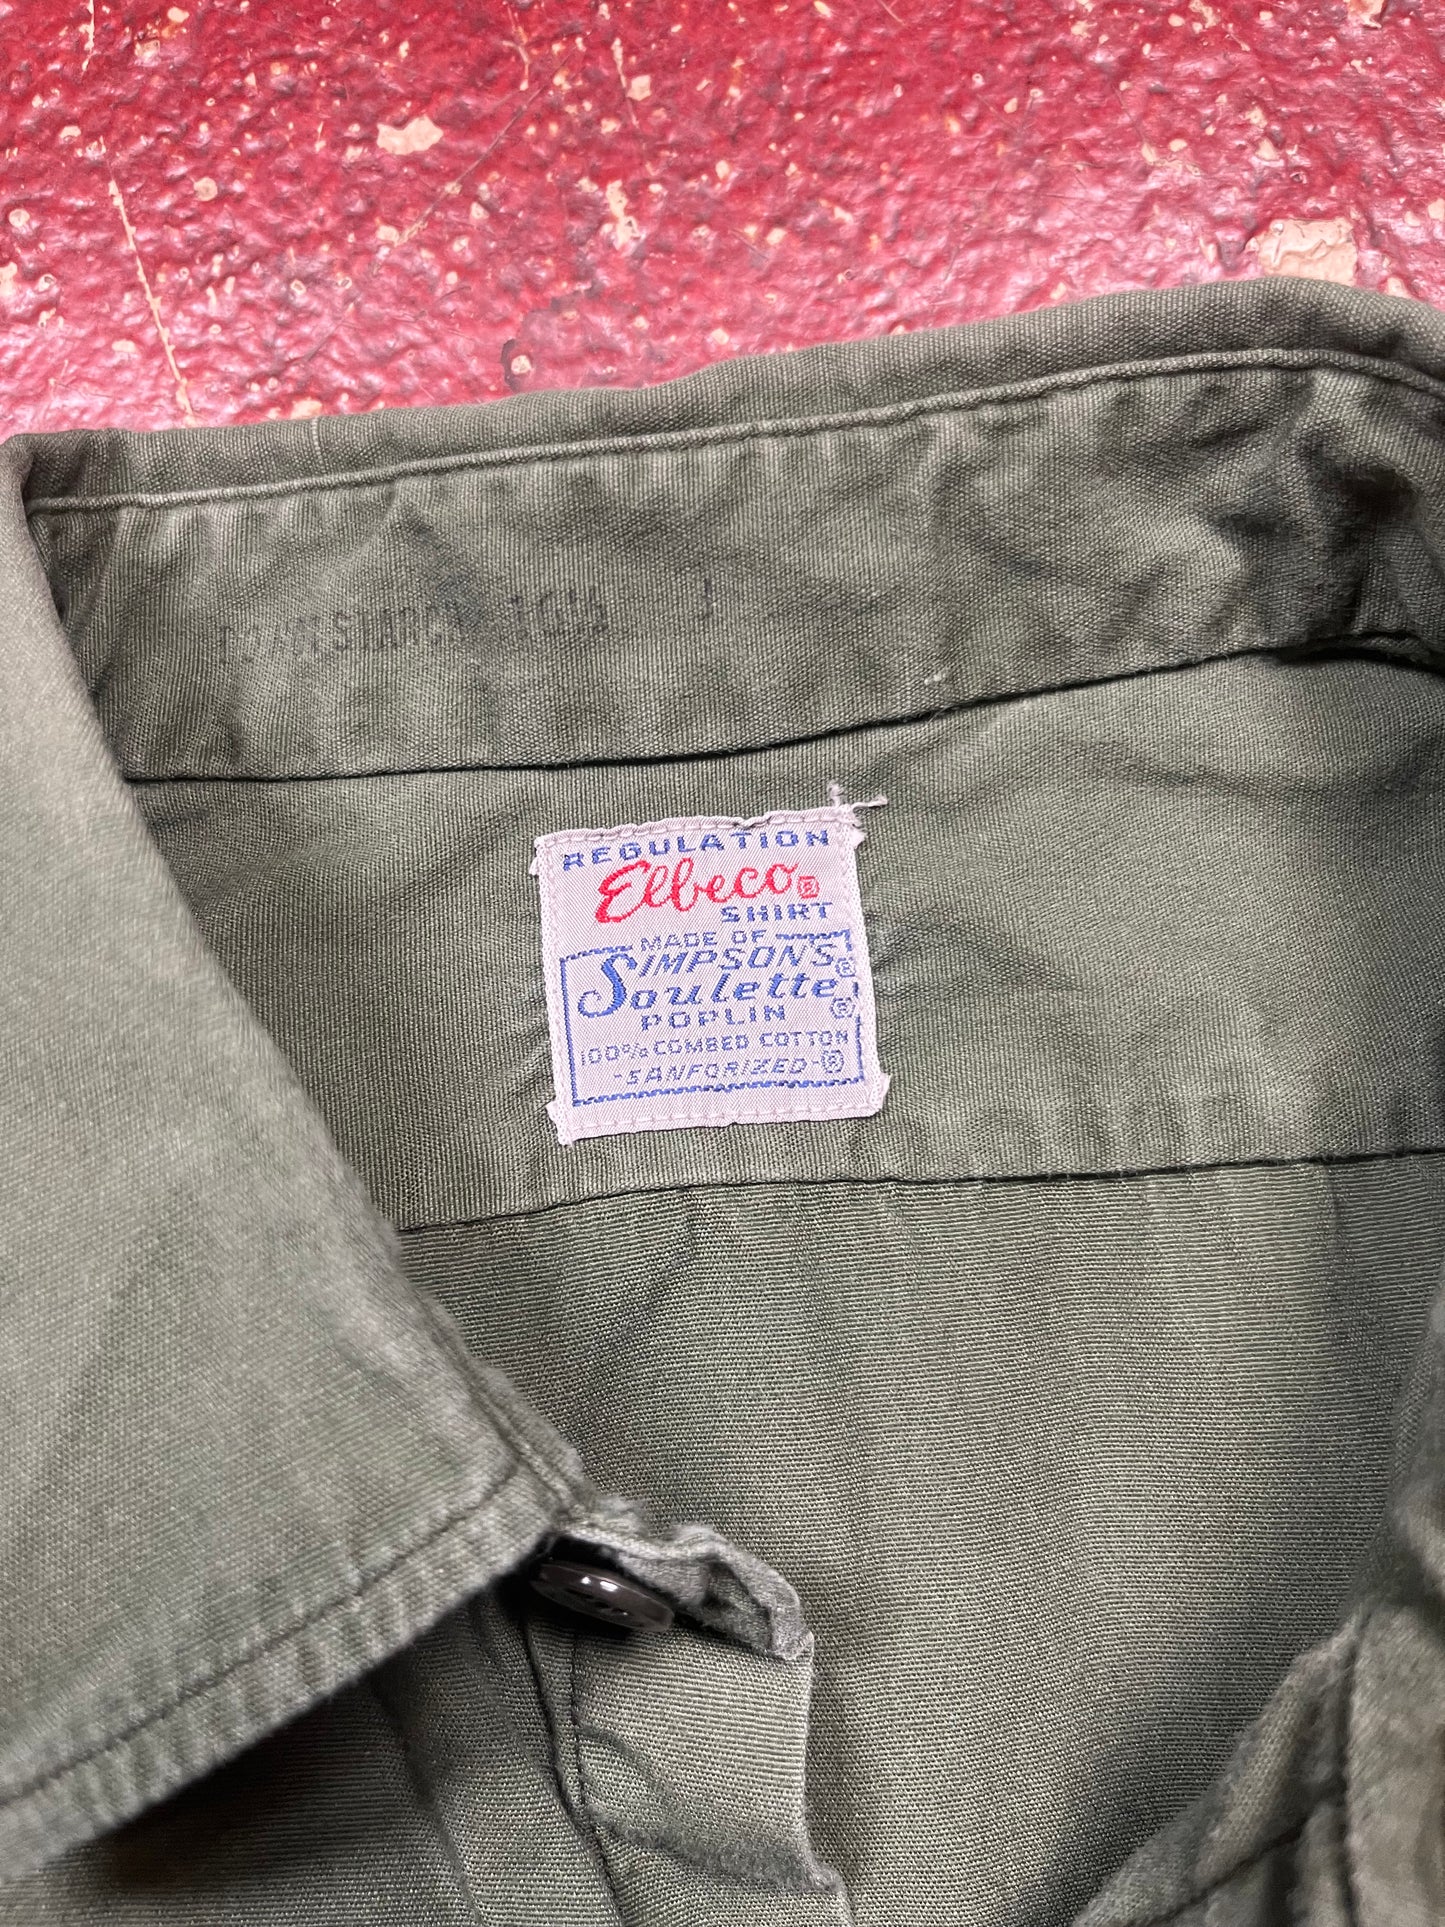 REGULATION
Elbeco®
SHIRT
MADE OF
SIMPSON'S®
Soulette®
POPLIN
100% COMBED COTTON
-SANFORIZED-®